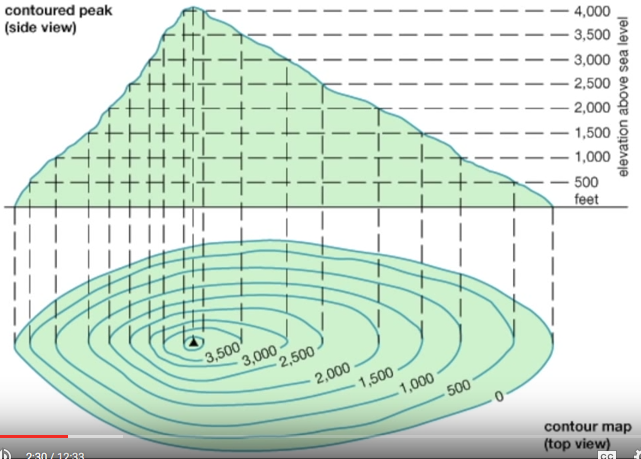 contoured peak
(side view)
4,000
3,500
3,000
2,500
2,000
1,500
1,000
500
feet
elevation above sea level
3,500
3,000
2,500
2,000
1,500
1,000
500
0
contour map
(top view)
2:30 / 12:33
CC